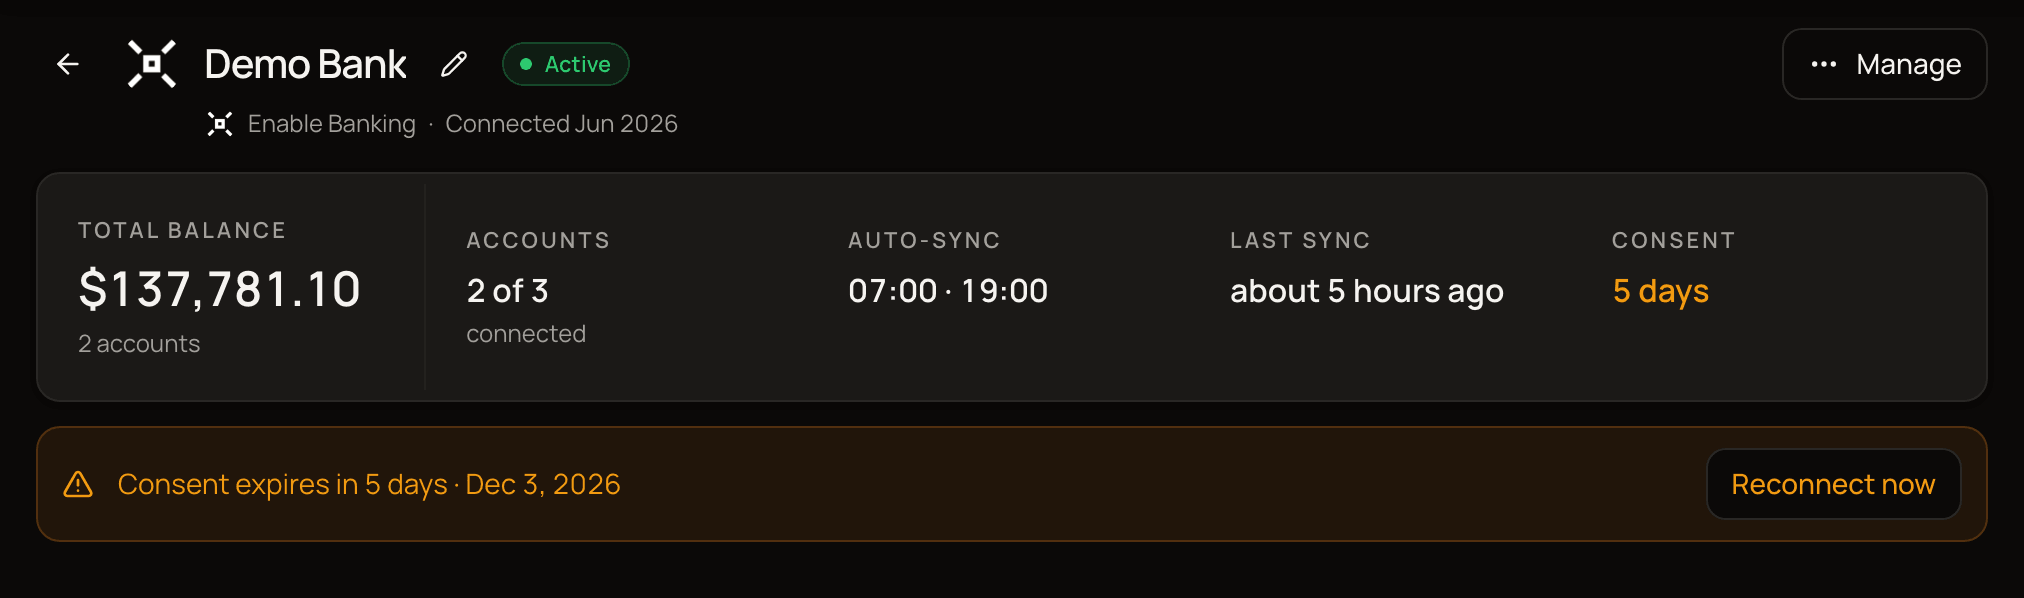 Demo Bank
Active
Manage
Enable Banking · Connected Jun 2026
TOTAL BALANCE
$137,781.10
2 accounts
ACCOUNTS
2 of 3
connected
AUTO-SYNC
07:00 · 19:00
LAST SYNC
about 5 hours ago
CONSENT
5 days
Consent expires in 5 days · Dec 3, 2026
Reconnect now